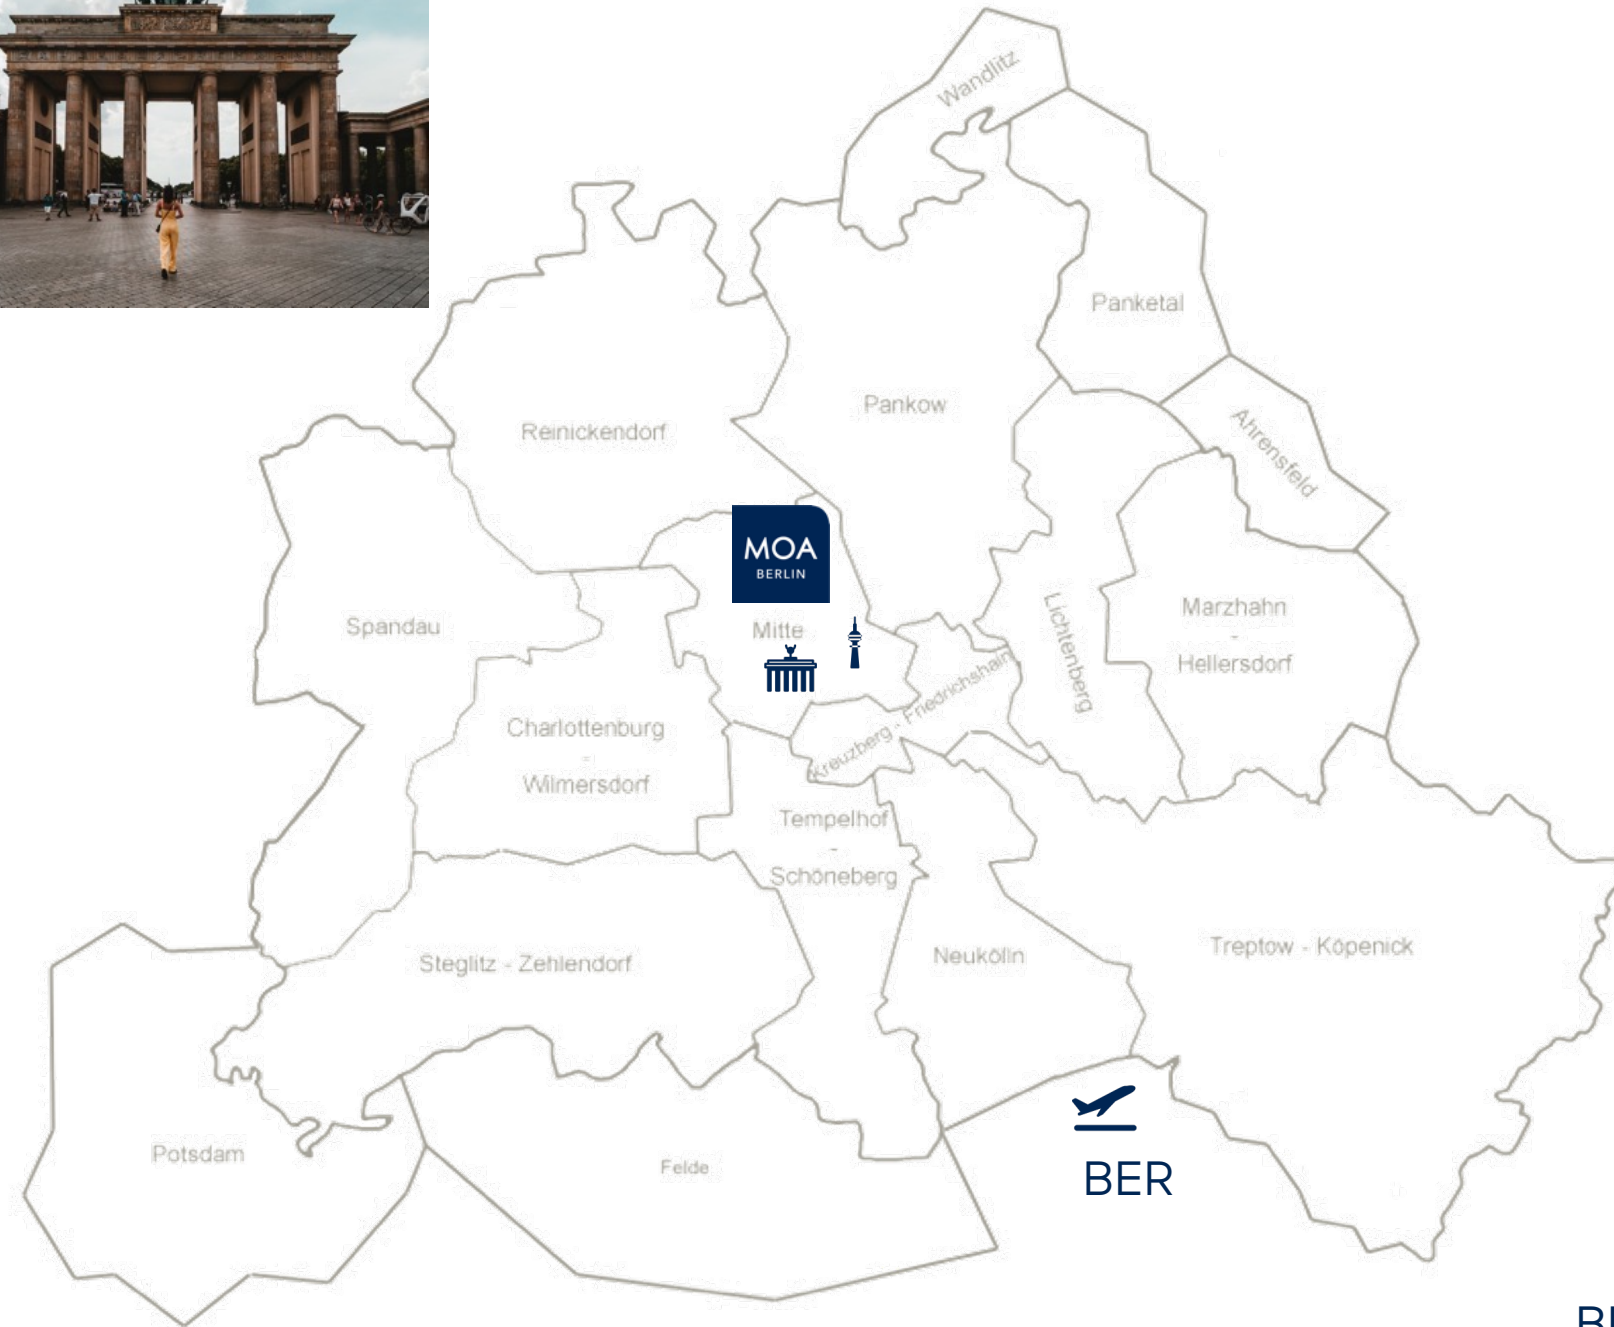 Wandlitz
Panketal
Pankow
Ahrensfeld
Reinickendorf
MOA
BERLIN
Spandau
Mitte
Lichtenberg
Marzhahn
-
Hellersdorf
Kreuzberg - Friedrichshain
Charlottenburg
=
Wilmersdorf
Tempelhof
-
Schöneberg
Neukölln
Treptow - Köpenick
Steglitz - Zehlendorf
Potsdam
Felde
BER